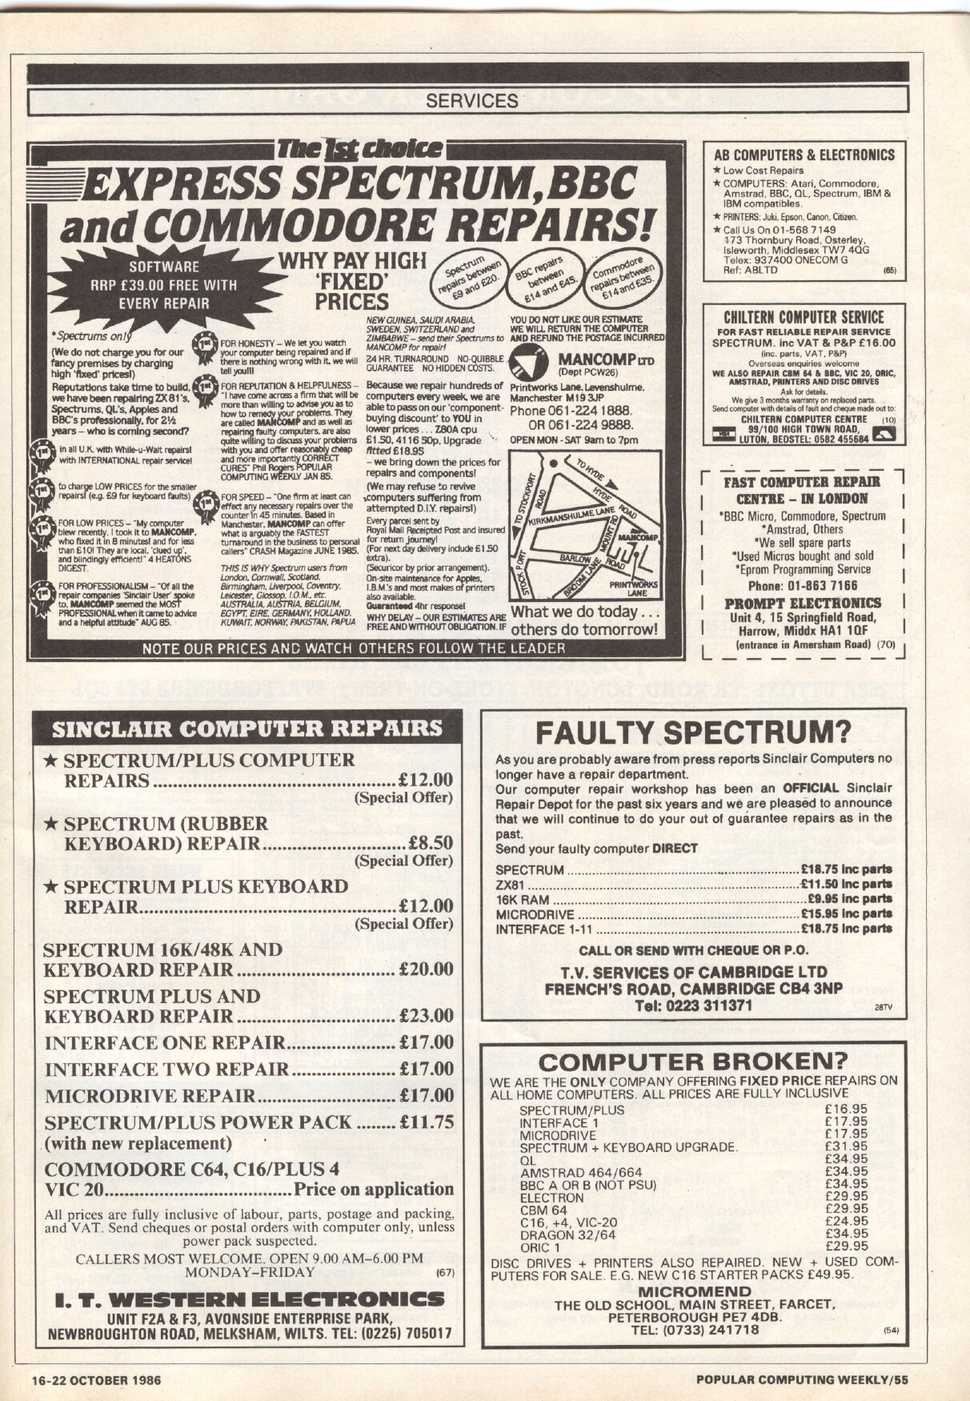 SERVICES
The 1st choice
EXPRESS SPECTRUM, BBC
and COMMODORE REPAIRS!
SOFTWARE
RRP £39.00 FREE WITH
EVERY REPAIR
WHY PAY HIGH
'FIXED'
PRICES
Spectrum
repairs between
£9 and £20.
BBC repairs
between
£14 and £45.
Commodore
repairs between
£14 and £35.
*Spectrums only
(We do not charge you for our
fancy premises by charging
high 'fixed' prices!)
Reputations take time to build,
we have been repairing ZX 81's,
Spectrums, QL's, Apples and
BBC's professionally, for 2½
years – who is coming second?
1st
in all U.K. with While-u-Wait repairs!
with INTERNATIONAL repair service!
1st
to charge LOW PRICES for the smaller
repairs! (e.g. £9 for keyboard faults)
1st
FOR LOW PRICES – "My computer
blew recently, I took it to MANCOMP,
who fixed it in 8 minutes! and for less
than £10! They are local, 'clued up',
and blindingly efficient!" 4 HEATONS
DIGEST.
1st
FOR PROFESSIONALISM – "Of all the
repair companies 'Sinclair User' spoke
to, MANCOMP seemed the MOST
PROFESSIONAL when it came to advice
and a helpful attitude" AUG 85.
1st
FOR HONESTY – We let you watch
your computer being repaired and if
there is nothing wrong with it, we will
tell you!!!
1st
FOR REPUTATION & HELPFULNESS –
"I have come across a firm that will be
more than willing to advise you as to
how to remedy your problems. They
are called MANCOMP and as well as
repairing faulty computers, are also
quite willing to discuss your problems
with you and offer reasonably cheap
and more importantly CORRECT
CURES" Phil Rogers POPULAR
COMPUTING WEEKLY JAN 85.
1st
FOR SPEED – "One firm at least can
effect any necessary repairs over the
counter in 45 minutes. Based in
Manchester. MANCOMP can offer
what is arguably the FASTEST
turnaround in the business to personal
callers" CRASH Magazine JUNE 1985.
THIS IS WHY Spectrum users from
London, Cornwall, Scotland,
Birmingham, Liverpool, Coventry,
Leicester, Glossop, I.O.M., etc.
AUSTRALIA, AUSTRIA, BELGIUM,
EGYPT, EIRE, GERMANY, HOLLAND,
KUWAIT, NORWAY, PAKISTAN, PAPUA
NEW GUINEA, SAUDI ARABIA,
SWEDEN, SWITZERLAND and
ZIMBABWE – send their Spectrums to
MANCOMP for repair!
24 HR. TURNAROUND NO-QUIBBLE
GUARANTEE NO HIDDEN COSTS.
Because we repair hundreds of
computers every week, we are
able to pass on our 'component-
buying discount' to YOU in
lower prices . . . Z80A cpu
£1.50, 4116 50p, Upgrade
fitted £18.95
– we bring down the prices for
repairs and components!
(We may refuse to revive
computers suffering from
attempted D.I.Y. repairs!)
Every parcel sent by
Royal Mail Receipted Post and insured
for return journey!
(For next day delivery include £1.50
extra).
(Securicor by prior arrangement).
On-site maintenance for Apples,
I.B.M.'s and most makes of printers
also available.
Guaranteed 4hr response!
WHY DELAY – OUR ESTIMATES ARE
FREE AND WITHOUT OBLIGATION. IF
YOU DO NOT LIKE OUR ESTIMATE
WE WILL RETURN THE COMPUTER
AND REFUND THE POSTAGE INCURRED
MANCOMP LTD
(Dept PCW26)
Printworks Lane, Levenshulme,
Manchester M19 3JP
Phone 061-224 1888.
OR 061-224 9888.
OPEN MON - SAT 9am to 7pm
TO STOCKPORT
ROAD
TO HYDE
HYDE
ROAD
KIRKMANSHULME LANE
MOUNT RD
MANCOMP
BARLOW
BROOM LANE
ROAD
STOCKPORT
PRINTWORKS
LANE
What we do today . . .
others do tomorrow!
NOTE OUR PRICES AND WATCH OTHERS FOLLOW THE LEADER
AB COMPUTERS & ELECTRONICS
★ Low Cost Repairs
★ COMPUTERS: Atari, Commodore,
Amstrad, BBC, QL, Spectrum, IBM &
IBM compatibles.
★ PRINTERS: Juki, Epson, Canon, Citizen.
★ Call Us On 01-568 7149
173 Thornbury Road, Osterley,
Isleworth, Middlesex TW7 4QG
Telex: 937400 ONECOM G
Ref: ABLTD (65)
CHILTERN COMPUTER SERVICE
FOR FAST RELIABLE REPAIR SERVICE
SPECTRUM. inc VAT & P&P £16.00
(inc. parts, VAT, P&P)
Overseas enquiries welcome
WE ALSO REPAIR CBM 64 & BBC, VIC 20, ORIC,
AMSTRAD, PRINTERS AND DISC DRIVES
Ask for details.
We give 3 months warranty on replaced parts.
Send computer with details of fault and cheque made out to:
CHILTERN COMPUTER CENTRE (10)
99/100 HIGH TOWN ROAD,
LUTON, BEDSTEL: 0582 455684
FAST COMPUTER REPAIR
CENTRE – IN LONDON
*BBC Micro, Commodore, Spectrum
*Amstrad, Others
*We sell spare parts
*Used Micros bought and sold
*Eprom Programming Service
Phone: 01-863 7166
PROMPT ELECTRONICS
Unit 4, 15 Springfield Road,
Harrow, Middx HA1 1QF
(entrance in Amersham Road) (70)
SINCLAIR COMPUTER REPAIRS
★ SPECTRUM/PLUS COMPUTER
REPAIRS ........ £12.00
(Special Offer)
★ SPECTRUM (RUBBER
KEYBOARD) REPAIR ........ £8.50
(Special Offer)
★ SPECTRUM PLUS KEYBOARD
REPAIR ........ £12.00
(Special Offer)
SPECTRUM 16K/48K AND
KEYBOARD REPAIR ........ £20.00
SPECTRUM PLUS AND
KEYBOARD REPAIR ........ £23.00
INTERFACE ONE REPAIR ........ £17.00
INTERFACE TWO REPAIR ........ £17.00
MICRODRIVE REPAIR ........ £17.00
SPECTRUM/PLUS POWER PACK ........ £11.75
(with new replacement)
COMMODORE C64, C16/PLUS 4
VIC 20 ........ Price on application
All prices are fully inclusive of labour, parts, postage and packing,
and VAT. Send cheques or postal orders with computer only, unless
power pack suspected.
CALLERS MOST WELCOME. OPEN 9.00 AM–6.00 PM
MONDAY–FRIDAY (67)
I. T. WESTERN ELECTRONICS
UNIT F2A & F3, AVONSIDE ENTERPRISE PARK,
NEWBROUGHTON ROAD, MELKSHAM, WILTS. TEL: (0225) 705017
FAULTY SPECTRUM?
As you are probably aware from press reports Sinclair Computers no
longer have a repair department.
Our computer repair workshop has been an OFFICIAL Sinclair
Repair Depot for the past six years and we are pleased to announce
that we will continue to do your out of guarantee repairs as in the
past.
Send your faulty computer DIRECT
SPECTRUM ........ £18.75 inc parts
ZX81 ........ £11.50 inc parts
16K RAM ........ £9.95 inc parts
MICRODRIVE ........ £15.95 inc parts
INTERFACE 1-11 ........ £18.75 inc parts
CALL OR SEND WITH CHEQUE OR P.O.
T.V. SERVICES OF CAMBRIDGE LTD
FRENCH'S ROAD, CAMBRIDGE CB4 3NP
Tel: 0223 311371 28TV
COMPUTER BROKEN?
WE ARE THE ONLY COMPANY OFFERING FIXED PRICE REPAIRS ON
ALL HOME COMPUTERS. ALL PRICES ARE FULLY INCLUSIVE
SPECTRUM/PLUS £16.95
INTERFACE 1 £17.95
MICRODRIVE £17.95
SPECTRUM + KEYBOARD UPGRADE. £31.95
QL £34.95
AMSTRAD 464/664 £34.95
BBC A OR B (NOT PSU) £34.95
ELECTRON £29.95
CBM 64 £29.95
C16, +4, VIC-20 £24.95
DRAGON 32/64 £34.95
ORIC 1 £29.95
DISC DRIVES + PRINTERS ALSO REPAIRED. NEW + USED COM-
PUTERS FOR SALE. E.G. NEW C16 STARTER PACKS £49.95.
MICROMEND
THE OLD SCHOOL, MAIN STREET, FARCET,
PETERBOROUGH PE7 4DB.
TEL: (0733) 241718 (54)
16-22 OCTOBER 1986
POPULAR COMPUTING WEEKLY/55